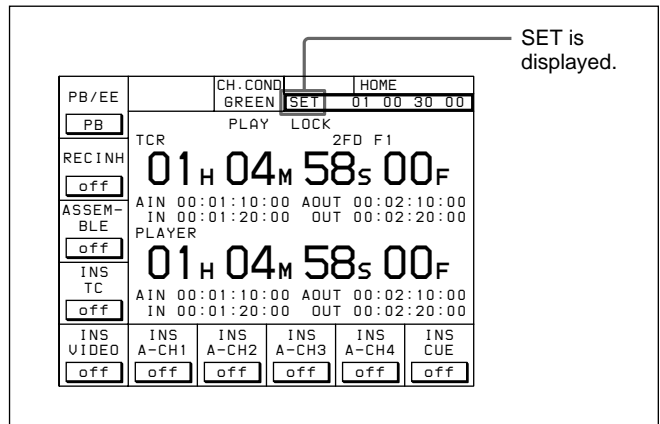 SET is
displayed.
PB/EE
PB
CH.COND
GREEN
SET
HOME
01 00 30 00
PLAY LOCK
TCR 2FD F1
01H 04M 58S 00F
AIN 00:01:10:00 AOUT 00:02:10:00
IN 00:01:20:00 OUT 00:02:20:00
PLAYER
01H 04M 58S 00F
AIN 00:01:10:00 AOUT 00:02:10:00
IN 00:01:20:00 OUT 00:02:20:00
RECINH
off
ASSEM-
BLE
off
INS
TC
off
INS
VIDEO
off
INS
A-CH1
off
INS
A-CH2
off
INS
A-CH3
off
INS
A-CH4
off
INS
CUE
off